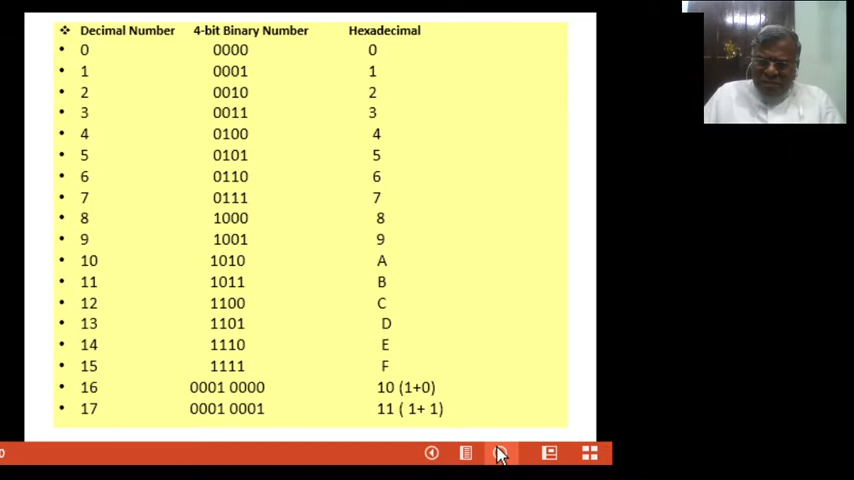 ❖ Decimal Number 4-bit Binary Number Hexadecimal
• 0 0000 0
• 1 0001 1
• 2 0010 2
• 3 0011 3
• 4 0100 4
• 5 0101 5
• 6 0110 6
• 7 0111 7
• 8 1000 8
• 9 1001 9
• 10 1010 A
• 11 1011 B
• 12 1100 C
• 13 1101 D
• 14 1110 E
• 15 1111 F
• 16 0001 0000 10 (1+0)
• 17 0001 0001 11 ( 1+ 1)
0